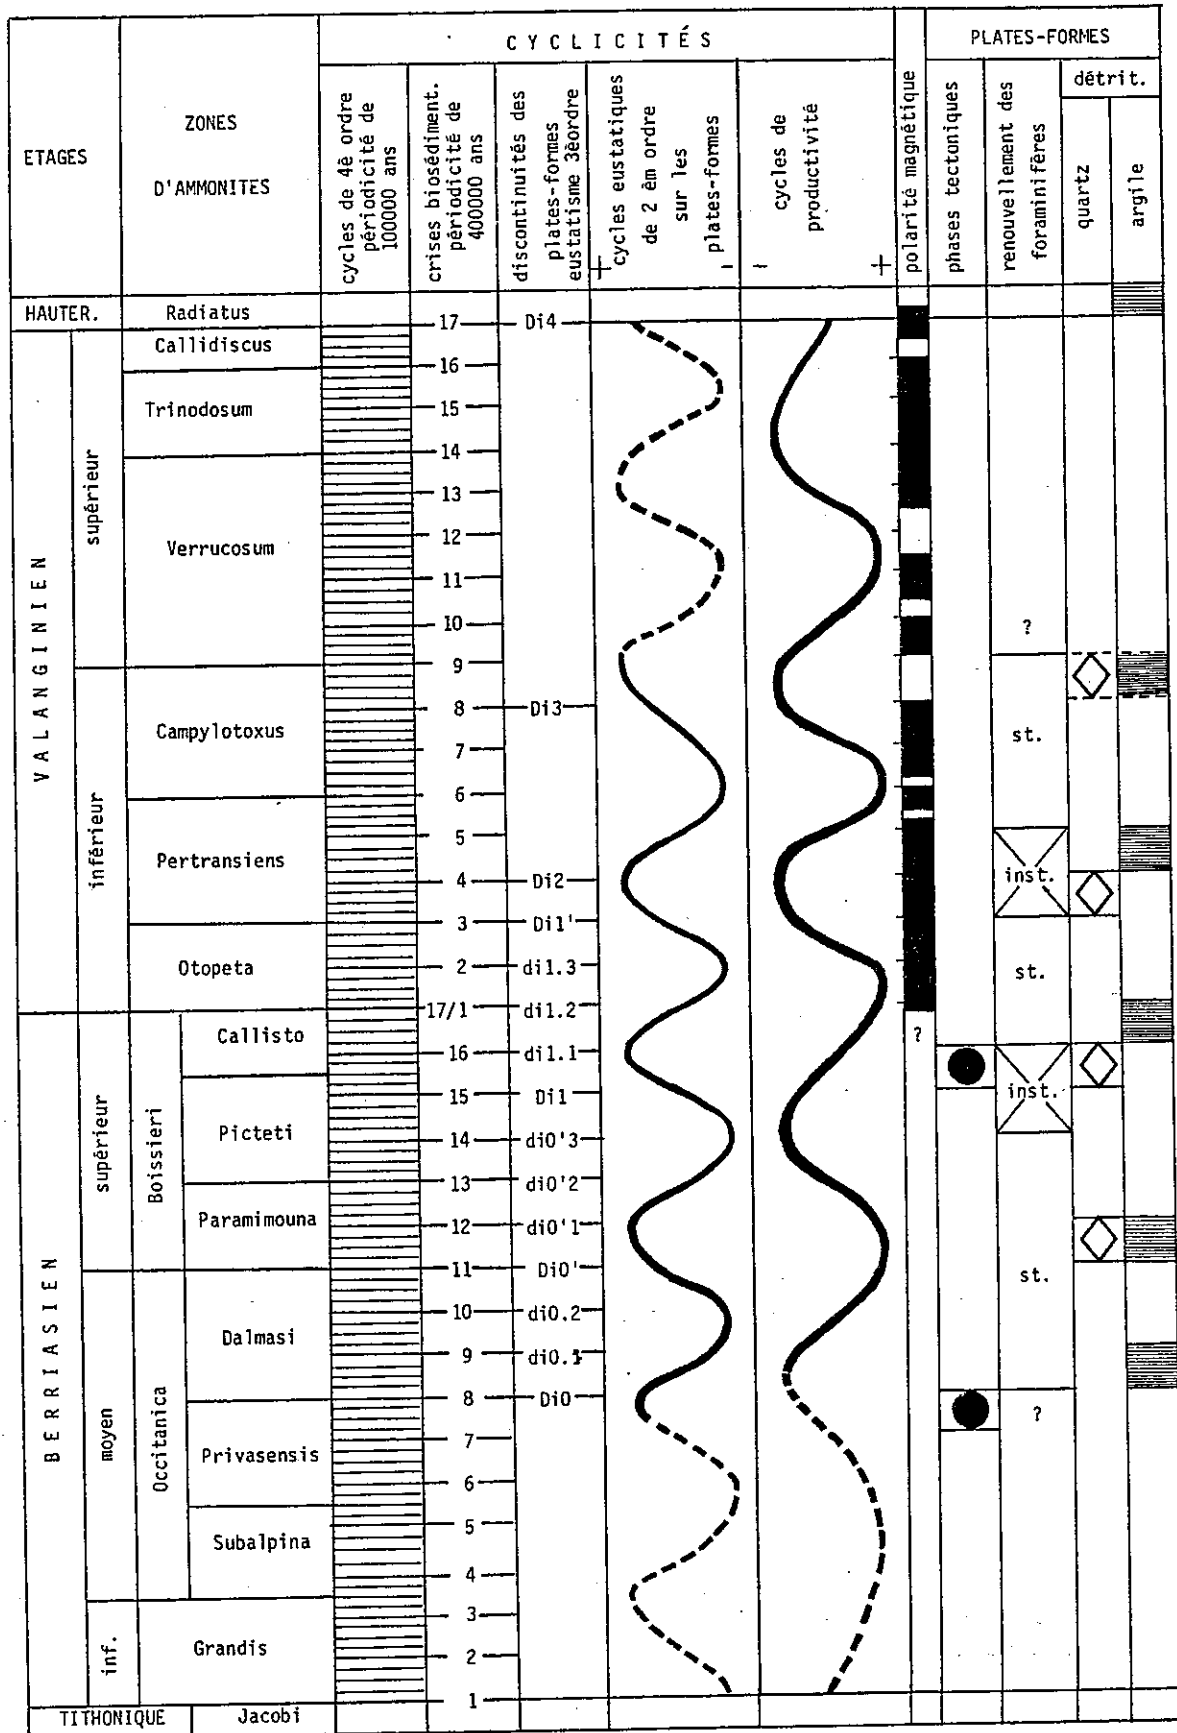 CYCLICITÉS
PLATES-FORMES
ETAGES
ZONES
D'AMMONITES
cycles de 4è ordre
périodicité de
100000 ans
crises biosédiment.
périodicité de
400000 ans
discontinuités des
plates-formes
eustatisme 3èordre
cycles eustatiques
de 2 èm ordre
sur les
plates-formes
+ -
cycles de
productivité
- +
polarité magnétique
phases tectoniques
renouvellement des
foraminifères
détrit.
quartz
argile
HAUTER.
Radiatus
17 Di4
VALANGINIEN
supérieur
Callidiscus
16
Trinodosum
15
14
13
Verrucosum
12
11
10
?
9
inférieur
8 Di3
Campylotoxus
st.
7
6
5
Pertransiens
inst.
4 Di2
3 Di1'
Otopeta
2 di1.3
st.
17/1 di1.2
?
BERRIASIEN
supérieur
Boissieri
Callisto
16 di1.1
inst.
15 Di1
Picteti
14 di0'3
13 di0'2
Paramimouna
12 di0'1
11 Di0'
st.
moyen
Occitanica
10 di0.2
Dalmasi
9 di0.1
8 Di0
?
7
Privasensis
6
5
Subalpina
4
inf.
3
Grandis
2
1
TITHONIQUE
Jacobi